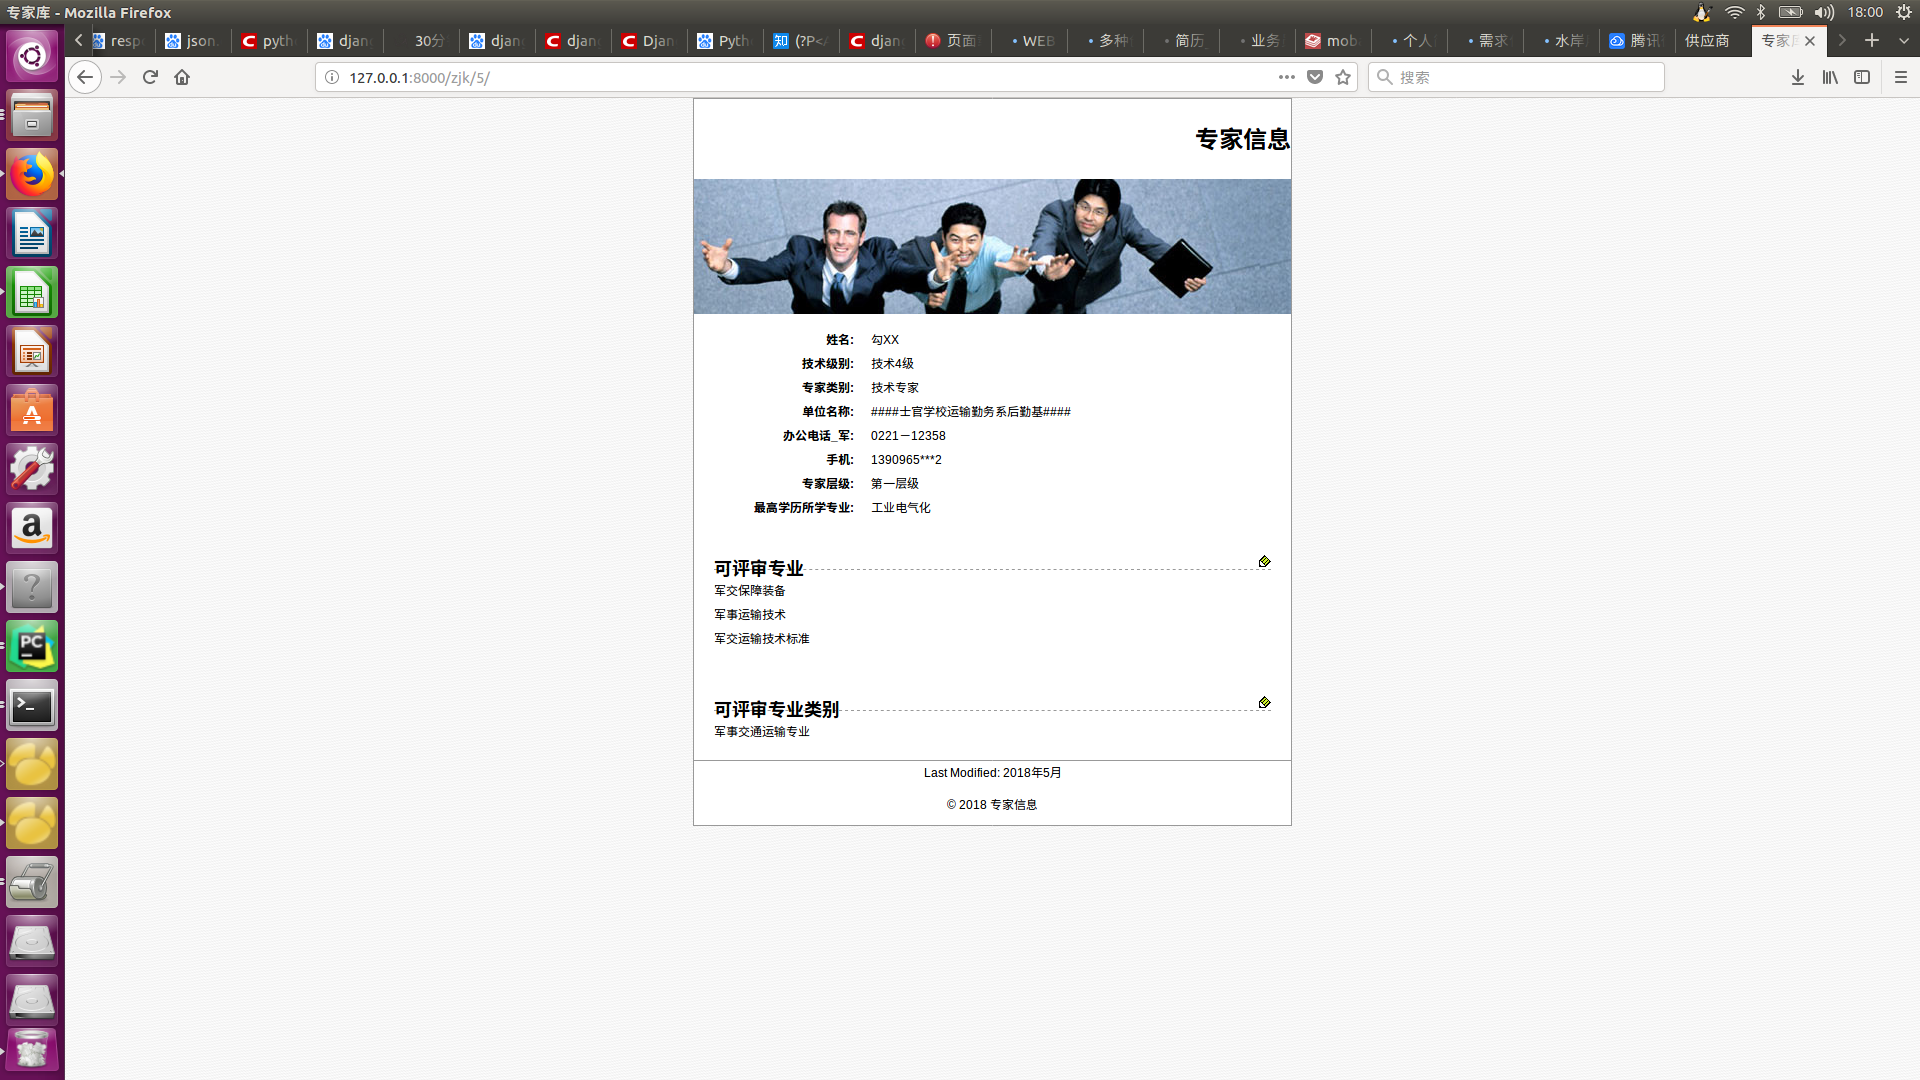 专家库 - Mozilla Firefox
18:00
resp
json.
pyth
djan
30分
djan
djan
Djan
Pyth
知 (?P<
djan
页面
WEB
多种
简历
业务
mob
个人
需求
水岸
腾讯
供应商
专家
127.0.0.1:8000/zjk/5/
搜索
专家信息
姓名: 勾XX
技术级别: 技术4级
专家类别: 技术专家
单位名称: ####士官学校运输勤务系后勤基####
办公电话_军: 0221－12358
手机: 1390965***2
专家层级: 第一层级
最高学历所学专业: 工业电气化
可评审专业
军交保障装备
军事运输技术
军交运输技术标准
可评审专业类别
军事交通运输专业
Last Modified: 2018年5月
© 2018 专家信息